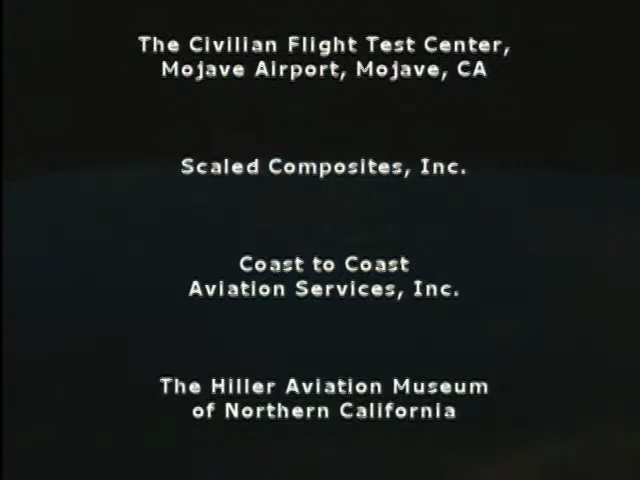 The Civilian Flight Test Center,
Mojave Airport, Mojave, CA
Scaled Composites, Inc.
Coast to Coast
Aviation Services, Inc.
The Hiller Aviation Museum
of Northern California